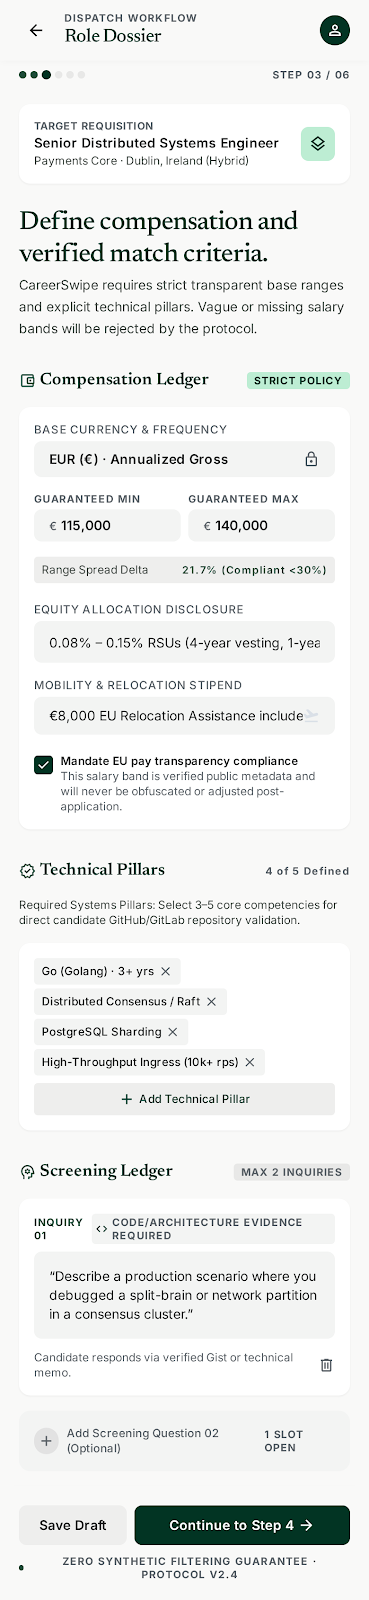 DISPATCH WORKFLOW
Role Dossier
STEP 03 / 06
TARGET REQUISITION
Senior Distributed Systems Engineer
Payments Core · Dublin, Ireland (Hybrid)
Define compensation and
verified match criteria.
CareerSwipe requires strict transparent base ranges
and explicit technical pillars. Vague or missing salary
bands will be rejected by the protocol.
Compensation Ledger
STRICT POLICY
BASE CURRENCY & FREQUENCY
EUR (€) · Annualized Gross
GUARANTEED MIN
GUARANTEED MAX
€ 115,000
€ 140,000
Range Spread Delta
21.7% (Compliant <30%)
EQUITY ALLOCATION DISCLOSURE
0.08% – 0.15% RSUs (4-year vesting, 1-yea
MOBILITY & RELOCATION STIPEND
€8,000 EU Relocation Assistance include
Mandate EU pay transparency compliance
This salary band is verified public metadata and
will never be obfuscated or adjusted post-
application.
Technical Pillars
4 of 5 Defined
Required Systems Pillars: Select 3–5 core competencies for
direct candidate GitHub/GitLab repository validation.
Go (Golang) · 3+ yrs
Distributed Consensus / Raft
PostgreSQL Sharding
High-Throughput Ingress (10k+ rps)
Add Technical Pillar
Screening Ledger
MAX 2 INQUIRIES
INQUIRY
01
CODE/ARCHITECTURE EVIDENCE
REQUIRED
"Describe a production scenario where you
debugged a split-brain or network partition
in a consensus cluster."
Candidate responds via verified Gist or technical
memo.
Add Screening Question 02
(Optional)
1 SLOT
OPEN
Save Draft
Continue to Step 4 →
ZERO SYNTHETIC FILTERING GUARANTEE ·
PROTOCOL V2.4